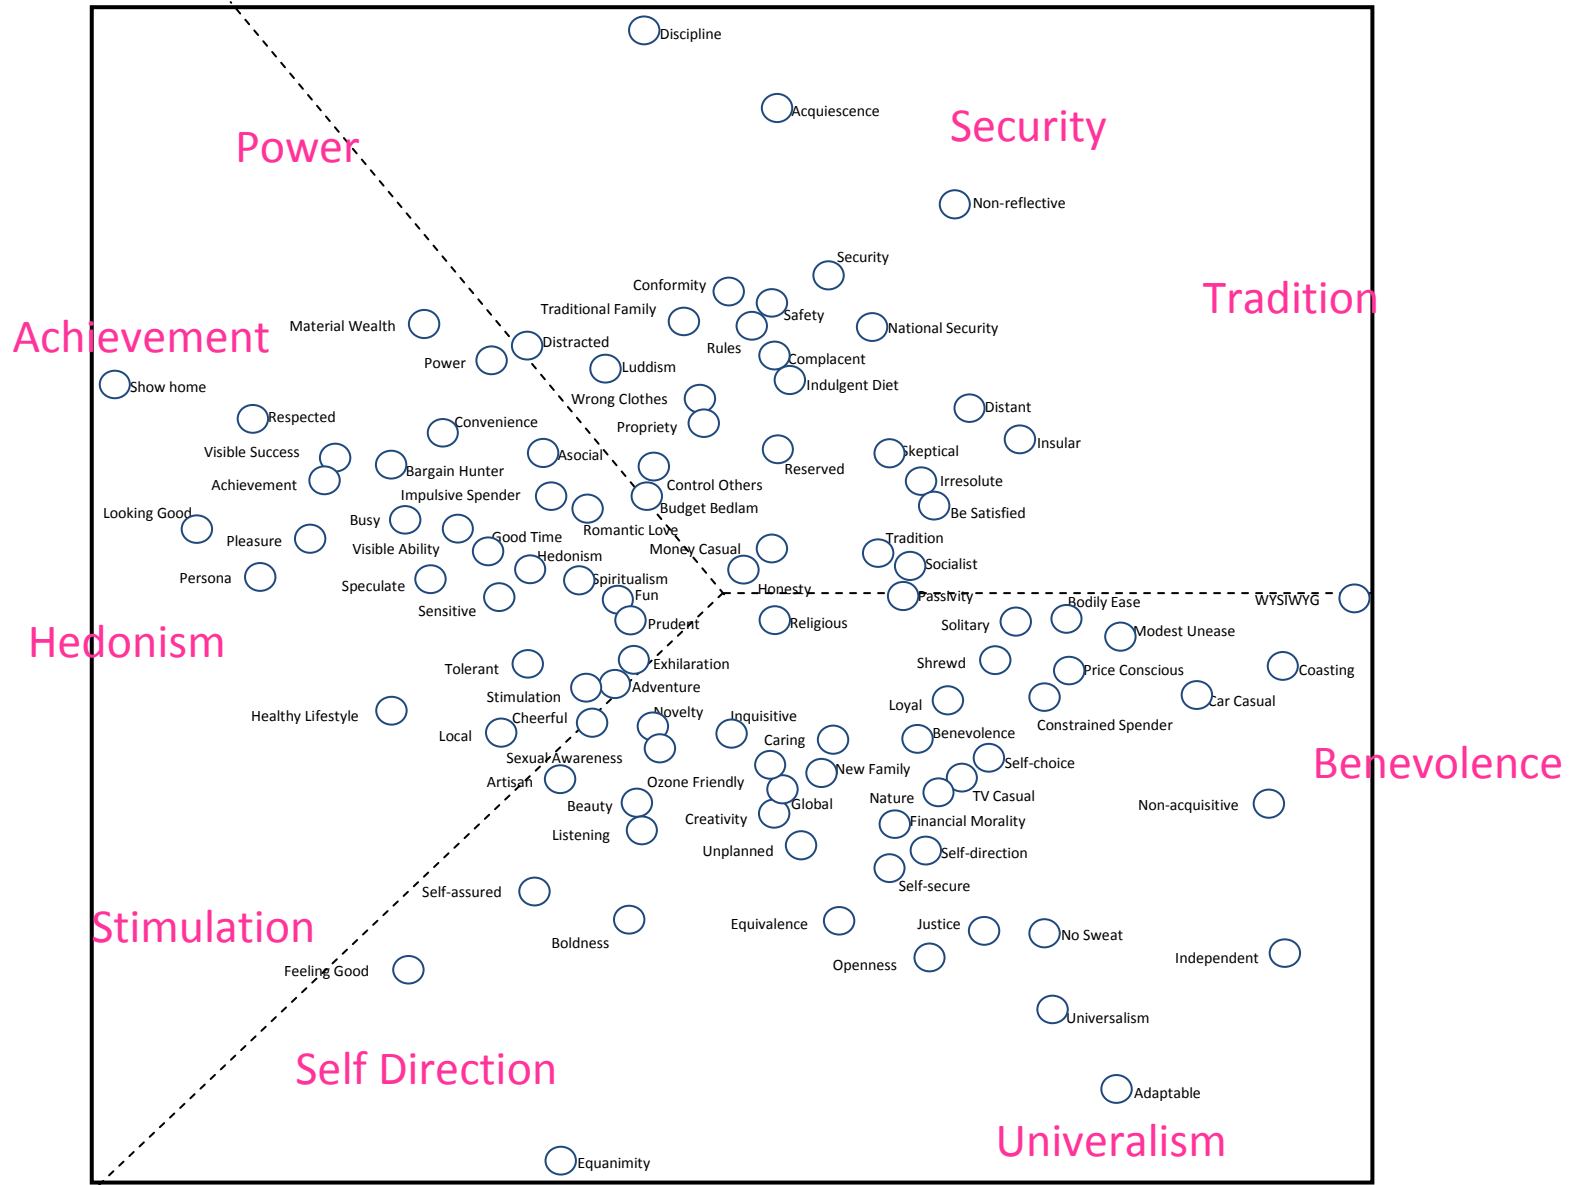 Discipline
Acquiescence
Security
Power
Non-reflective
Security
Conformity
Tradition
Traditional Family
Safety
Material Wealth
National Security
Achievement
Distracted
Rules
Complacent
Power
Luddism
Show home
Indulgent Diet
Wrong Clothes
Distant
Respected
Convenience
Propriety
Insular
Visible Success
Asocial
Skeptical
Reserved
Bargain Hunter
Achievement
Control Others
Irresolute
Impulsive Spender
Budget Bedlam
Looking Good
Be Satisfied
Busy
Romantic Love
Pleasure
Good Time
Tradition
Visible Ability
Money Casual
Hedonism
Socialist
Persona
Spiritualism
Speculate
Honesty
Fun
Passivity
WYSIWYG
Bodily Ease
Sensitive
Prudent
Religious
Solitary
Modest Unease
Hedonism
Exhilaration
Shrewd
Tolerant
Price Conscious
Coasting
Adventure
Stimulation
Car Casual
Loyal
Healthy Lifestyle
Cheerful
Novelty
Inquisitive
Constrained Spender
Local
Caring
Benevolence
Sexual Awareness
Self-choice
Benevolence
New Family
Artisan
Ozone Friendly
Nature
TV Casual
Beauty
Global
Non-acquisitive
Creativity
Financial Morality
Listening
Unplanned
Self-direction
Self-secure
Self-assured
Stimulation
Equivalence
Justice
No Sweat
Boldness
Independent
Openness
Feeling Good
Universalism
Self Direction
Adaptable
Univeralism
Equanimity